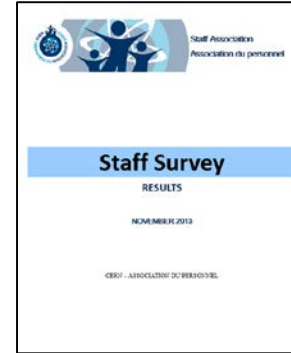 Staff Association
Association du personnel
Staff Survey
RESULTS
NOVEMBER 2013
CERN - ASSOCIATION DU PERSONNEL